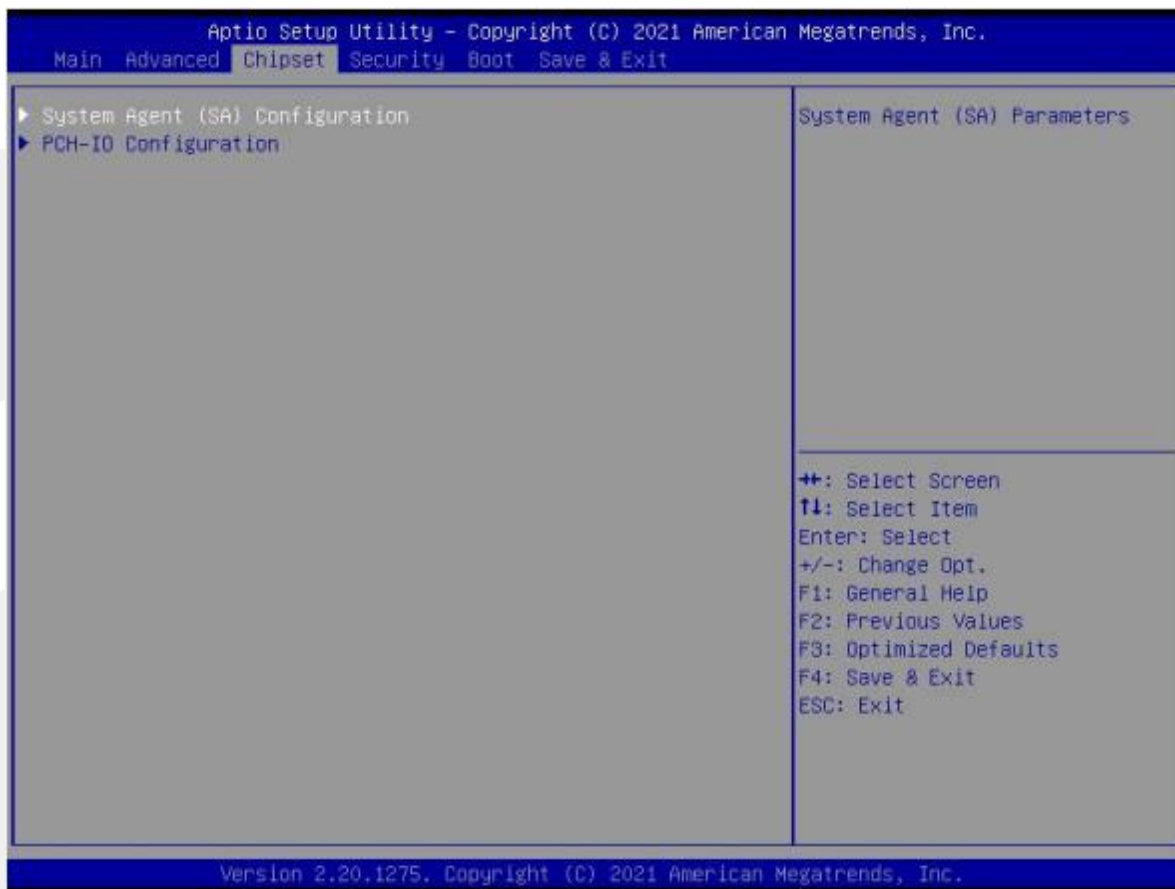 Aptio Setup Utility - Copyright (C) 2021 American Megatrends, Inc.
Main Advanced Chipset Security Boot Save & Exit
System Agent (SA) Configuration
PCH-IO Configuration
System Agent (SA) Parameters
→←: Select Screen
↑↓: Select Item
Enter: Select
+/-: Change Opt.
F1: General Help
F2: Previous Values
F3: Optimized Defaults
F4: Save & Exit
ESC: Exit
Version 2.20.1275. Copyright (C) 2021 American Megatrends, Inc.